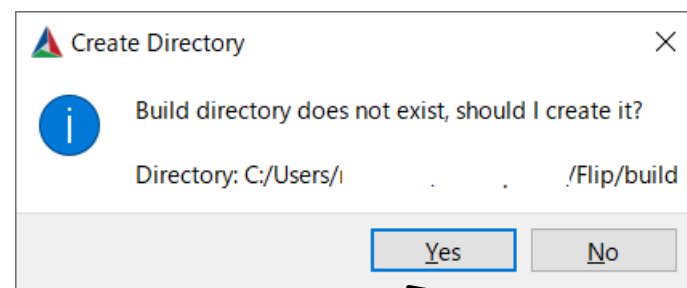 Create Directory
Build directory does not exist, should I create it?
Directory: C:/Users/ /Flip/build
Yes
No